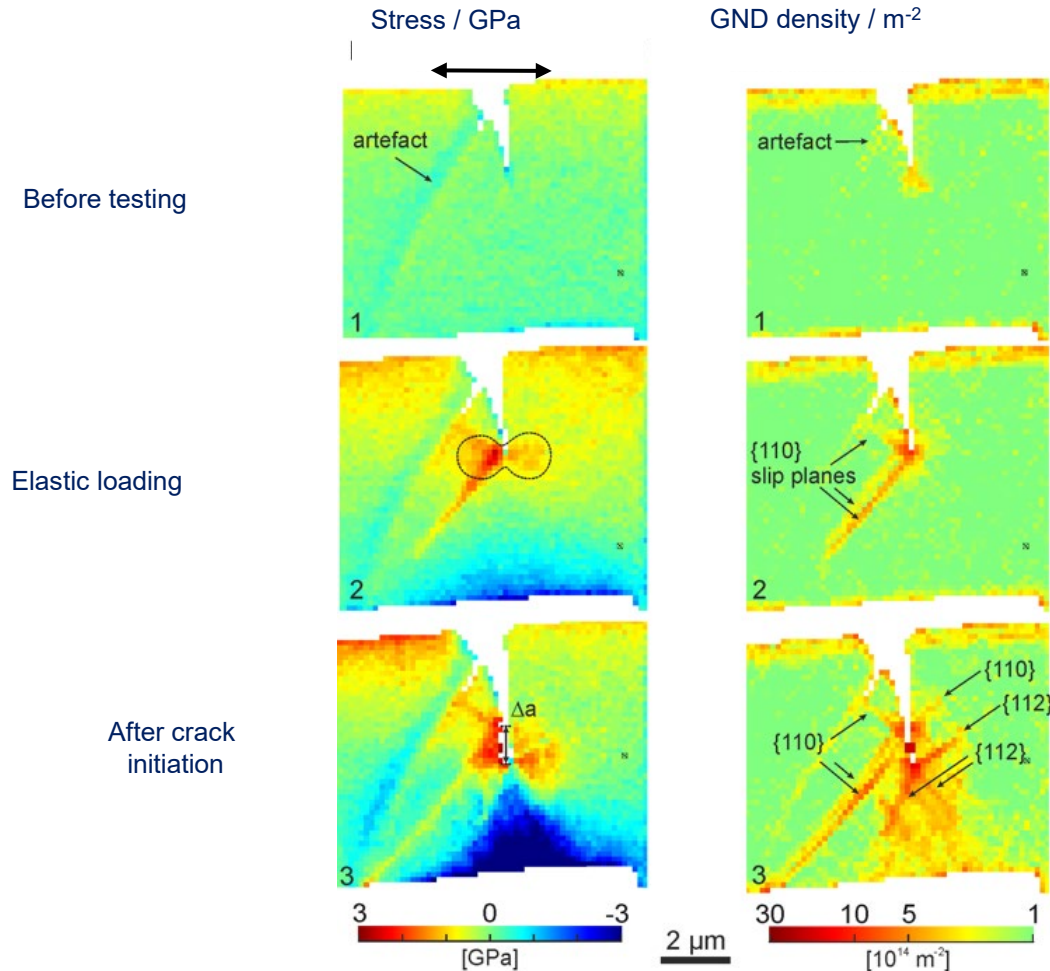 Stress / GPa
GND density / m-2
Before testing
artefact
1
artefact
1
Elastic loading
2
{110}
slip planes
2
After crack
initiation
Δa
3
{110}
{112}
{110}
{112}
3
3 0 -3
[GPa]
2 µm
30 10 5 1
[10¹⁴ m⁻²]